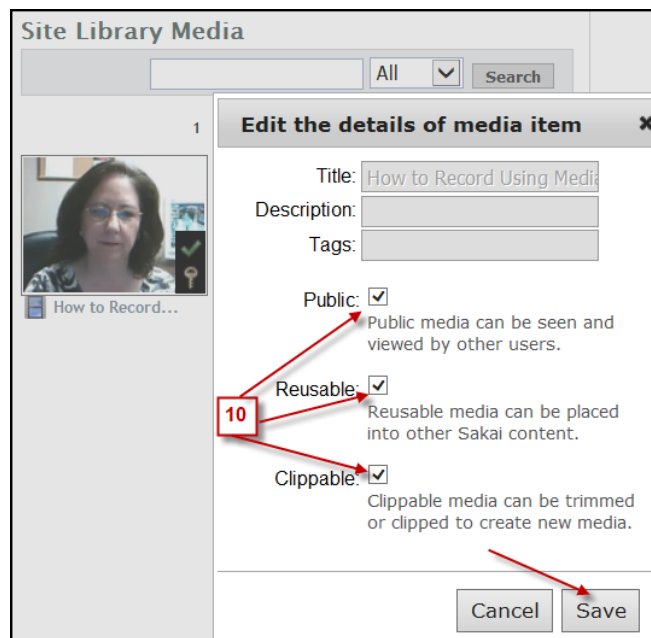 Site Library Media
All
Search
1
Edit the details of media item
Title: How to Record Using Media
Description:
Tags:
How to Record...
Public:
Public media can be seen and
viewed by other users.
10
Reusable:
Reusable media can be placed
into other Sakai content.
Clippable:
Clippable media can be trimmed
or clipped to create new media.
Cancel
Save